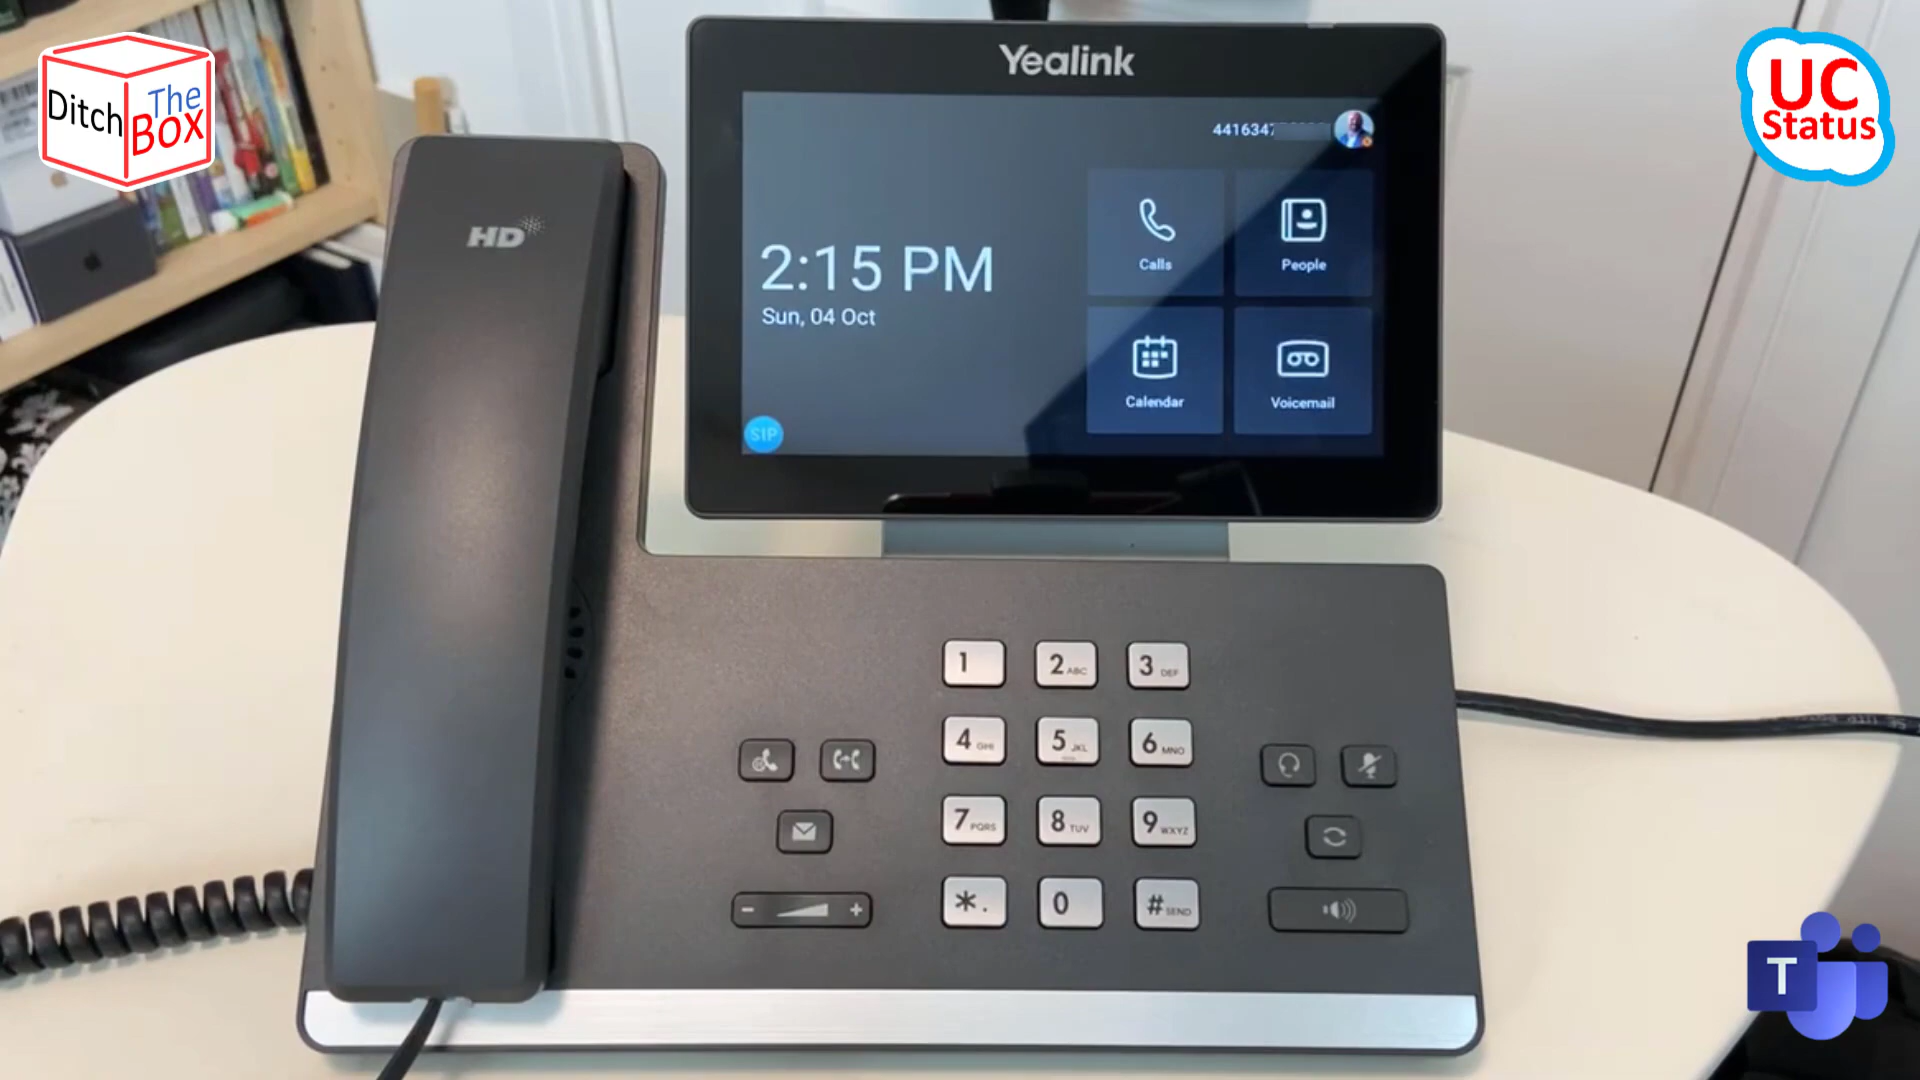 Ditch
The
BOX
Yealink
UC
Status
4416347
HD
2:15 PM
Sun, 04 Oct
Calls
People
Calendar
Voicemail
SIP
1
2 ABC
3 DEF
4 GHI
5 JKL
6 MNO
7 PQRS
8 TUV
9 WXYZ
- +
*.
0
# SEND
T